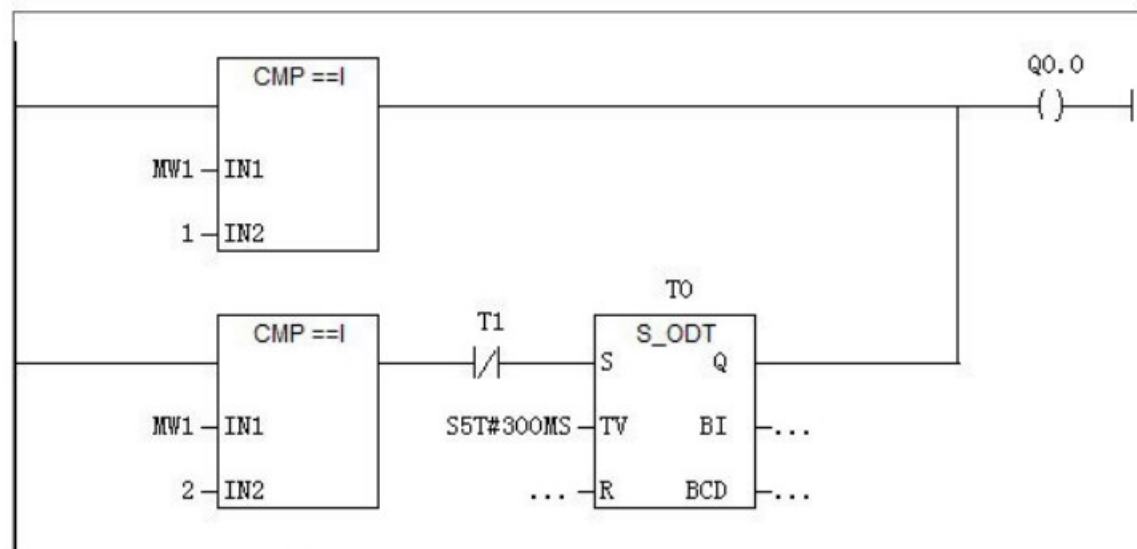 CMP ==I
Q0.0
MW1 IN1
1 IN2
T0
CMP ==I
T1
S_ODT
S Q
MW1 IN1
S5T#300MS TV BI ...
2 IN2
... R BCD ...